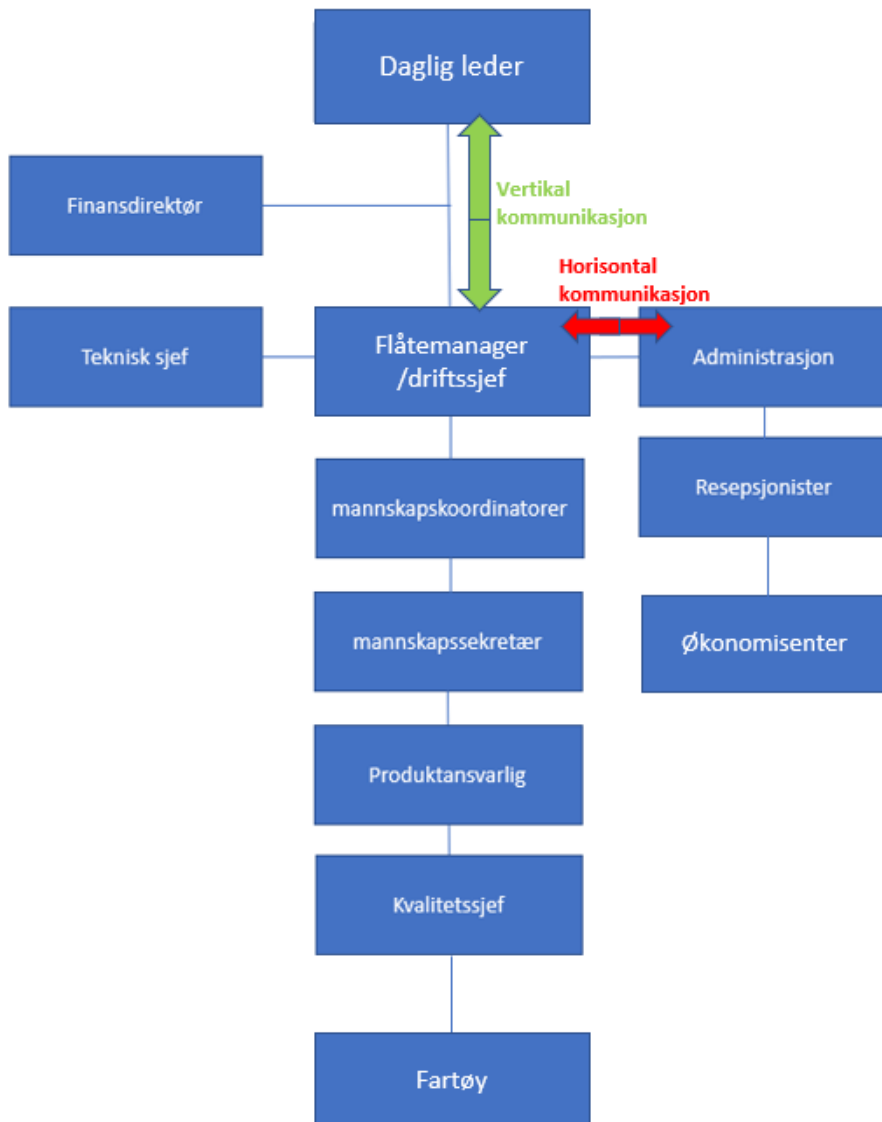 Daglig leder
Finansdirektør
Vertikal
kommunikasjon
Horisontal
kommunikasjon
Teknisk sjef
Flåtemanager
/driftssjef
Administrasjon
mannskapskoordinatorer
Resepsjonister
mannskapssekretær
Økonomisenter
Produktansvarlig
Kvalitetssjef
Fartøy